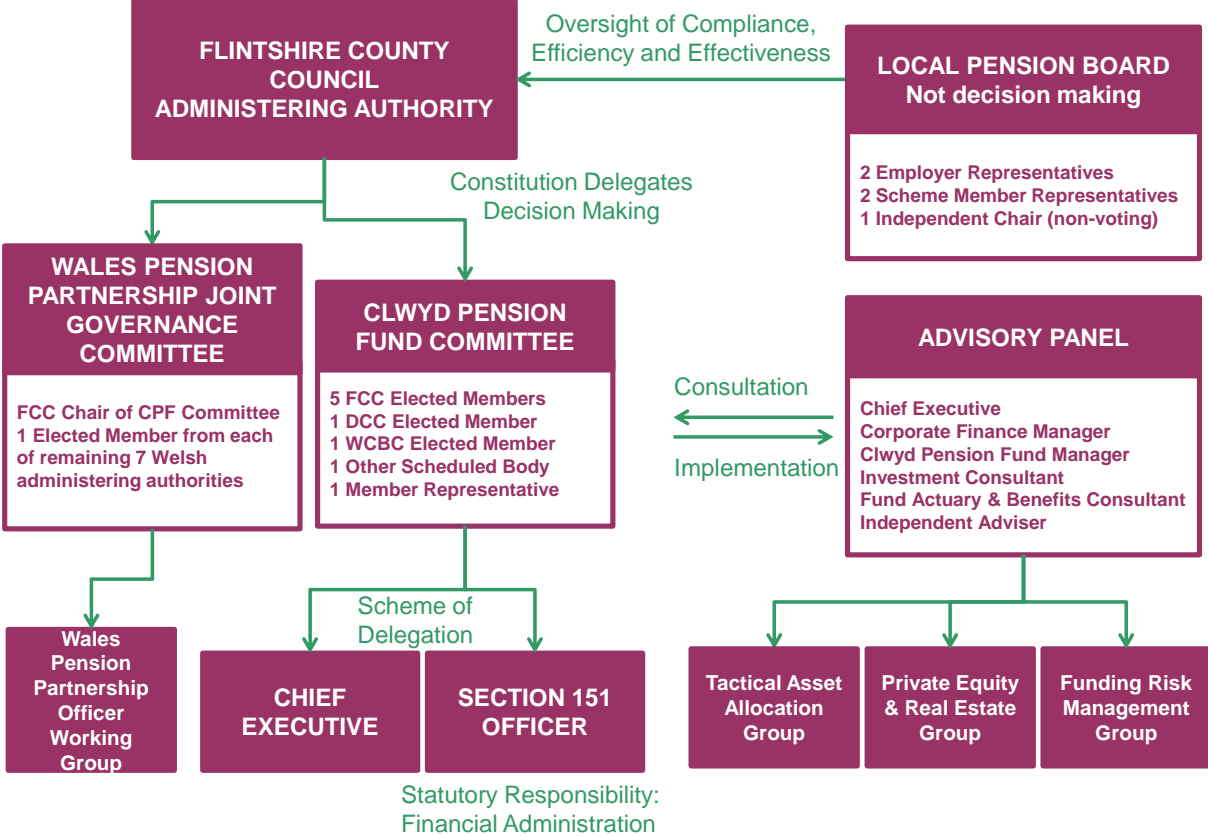 FLINTSHIRE COUNTY
COUNCIL
ADMINISTERING AUTHORITY
Oversight of Compliance,
Efficiency and Effectiveness
LOCAL PENSION BOARD
Not decision making
2 Employer Representatives
2 Scheme Member Representatives
1 Independent Chair (non-voting)
Constitution Delegates
Decision Making
WALES PENSION
PARTNERSHIP JOINT
GOVERNANCE
COMMITTEE
FCC Chair of CPF Committee
1 Elected Member from each
of remaining 7 Welsh
administering authorities
CLWYD PENSION
FUND COMMITTEE
5 FCC Elected Members
1 DCC Elected Member
1 WCBC Elected Member
1 Other Scheduled Body
1 Member Representative
Consultation
Implementation
ADVISORY PANEL
Chief Executive
Corporate Finance Manager
Clwyd Pension Fund Manager
Investment Consultant
Fund Actuary & Benefits Consultant
Independent Adviser
Wales
Pension
Partnership
Officer
Working
Group
Scheme of
Delegation
CHIEF
EXECUTIVE
SECTION 151
OFFICER
Statutory Responsibility:
Financial Administration
Tactical Asset
Allocation
Group
Private Equity
& Real Estate
Group
Funding Risk
Management
Group